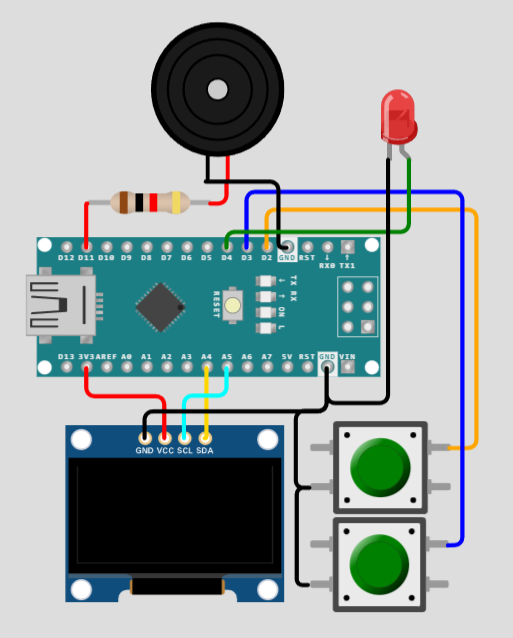 D12 D11 D10 D9 D8 D7 D6 D5 D4 D3 D2 GND RST ↓ ↑
RX0 TX1
RESET
TX RX
↓ ↑ ON L
D13 3V3 AREF A0 A1 A2 A3 A4 A5 A6 A7 5V RST GND VIN
GND VCC SCL SDA